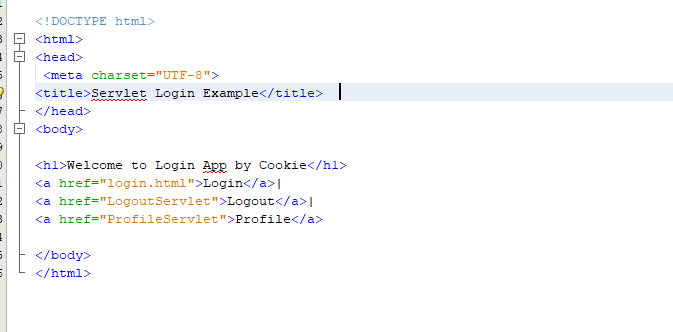 <!DOCTYPE html>
<html>
<head>
<meta charset="UTF-8">
<title>Servlet Login Example</title>
</head>
<body>
<h1>Welcome to Login App by Cookie</h1>
<a href="login.html">Login</a>|
<a href="LogoutServlet">Logout</a>|
<a href="ProfileServlet">Profile</a>
</body>
</html>